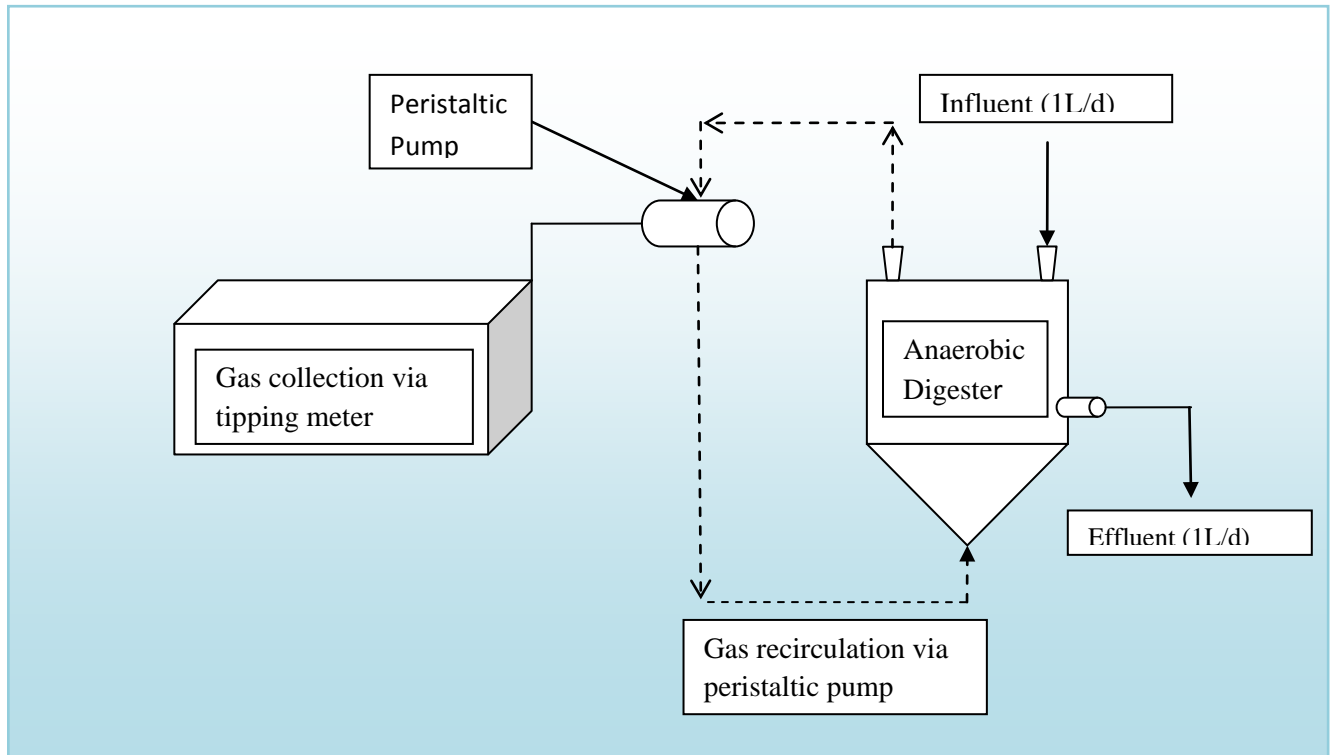 Peristaltic
Pump
Influent (1L/d)
Gas collection via
tipping meter
Anaerobic
Digester
Effluent (1L/d)
Gas recirculation via
peristaltic pump